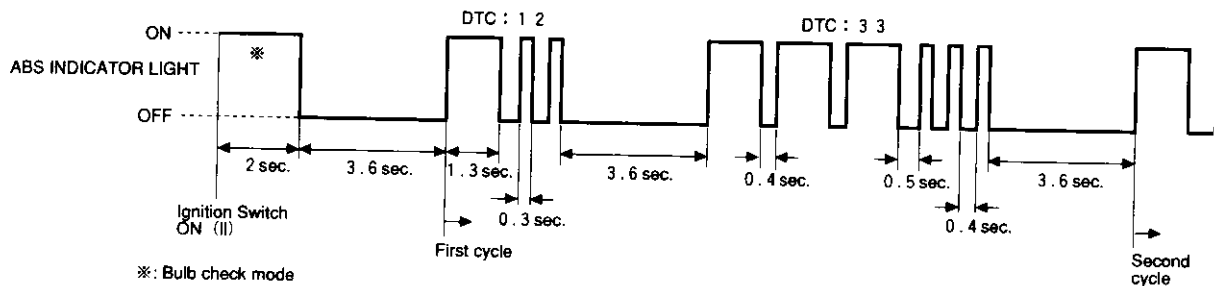 DTC : 1 2
DTC : 3 3
ON
ABS INDICATOR LIGHT
※
OFF
2 sec.
3.6 sec.
1.3 sec.
3.6 sec.
0.4 sec.
0.5 sec.
3.6 sec.
0.3 sec.
0.4 sec.
Ignition Switch
ON (II)
First cycle
Second
cycle
※: Bulb check mode